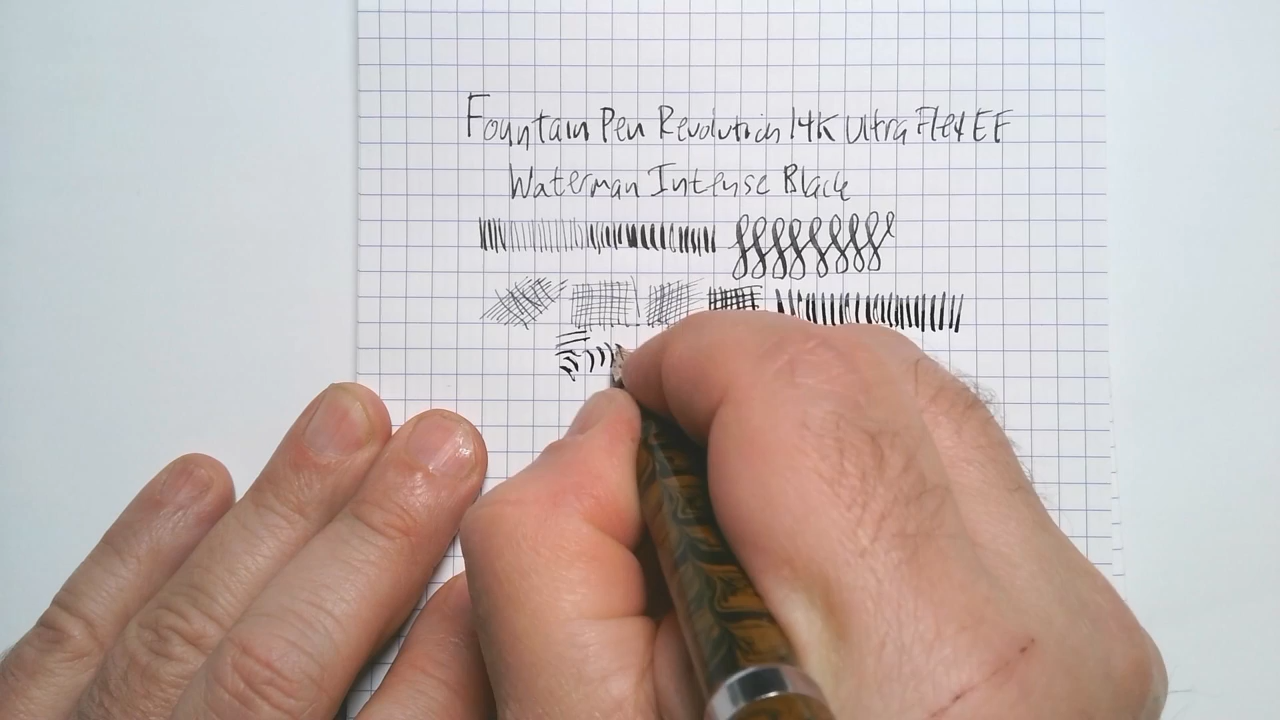 Fountain Pen Revolution 14K Ultra Flex EF
Waterman Intense Black